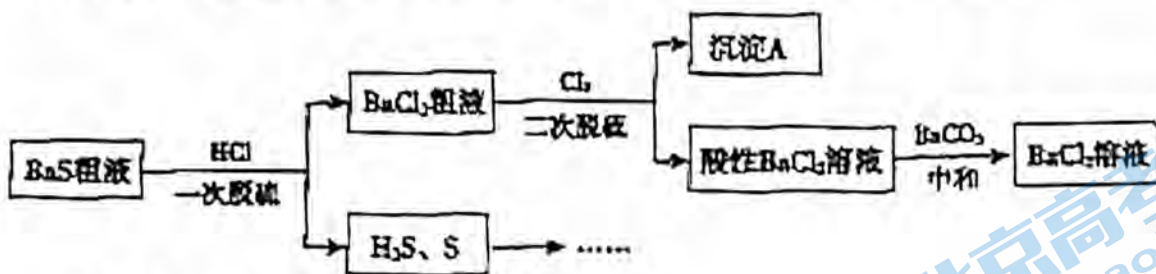 沉淀A
BaCl₂粗液
Cl₂
二次脱硫
BaS粗液
HCl
一次脱硫
酸性BaCl₂溶液
BaCO₃
中和
BaCl₂溶液
H₂S、S
……